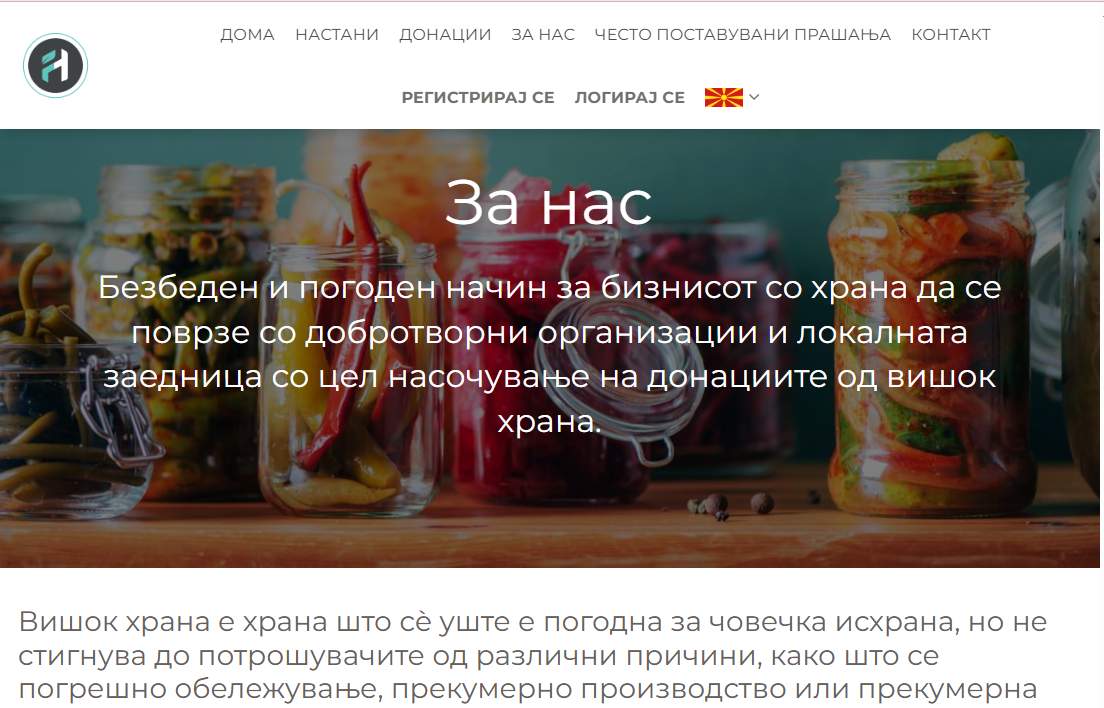 ДОМА НАСТАНИ ДОНАЦИИ ЗА НАС ЧЕСТО ПОСТАВУВАНИ ПРАШАЊА КОНТАКТ
РЕГИСТРИРАЈ СЕ ЛОГИРАЈ СЕ
За нас
Безбеден и погоден начин за бизнисот со храна да се
поврзе со добротворни организации и локалната
заедница со цел насочување на донациите од вишок
храна.
Вишок храна е храна што сѐ уште е погодна за човечка исхрана, но не
стигнува до потрошувачите од различни причини, како што се
погрешно обележување, прекумерно производство или прекумерна